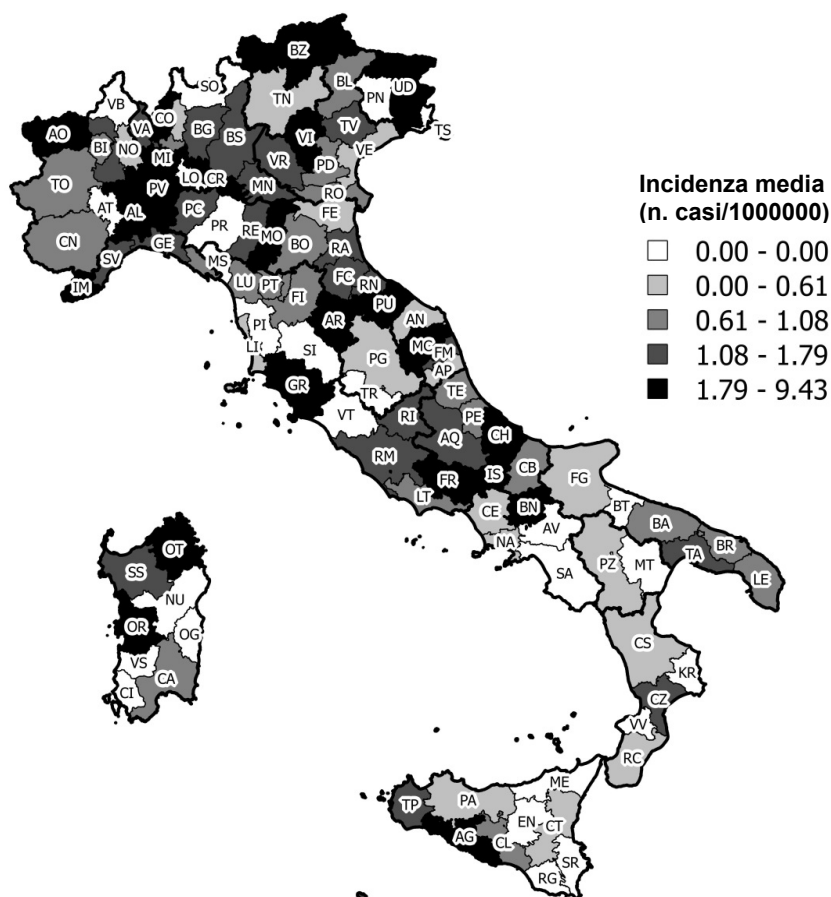 BZ
SO
BL
UD
VB
TN
PN
CO
TS
AO
VA
BG
BS
VI
TV
BI
NO
MI
VE
VR
PD
TO
PV
LO
CR
MN
RO
AT
AL
PC
FE
PR
RE
MO
CN
BO
GE
RA
SV
MS
FC
RN
IM
LU
PT
FI
PU
AN
PI
AR
MC
FM
LI
SI
PG
AP
GR
TR
TE
VT
RI
PE
AQ
CH
RM
CB
FR
IS
FG
LT
BN
BT
CE
AV
BA
NA
BR
OT
MT
TA
SS
PZ
SA
LE
NU
OR
OG
CS
VS
CA
KR
CI
CZ
VV
RC
ME
TP
PA
EN
CT
AG
CL
SR
RG
Incidenza media
(n. casi/1000000)
0.00 - 0.00
0.00 - 0.61
0.61 - 1.08
1.08 - 1.79
1.79 - 9.43